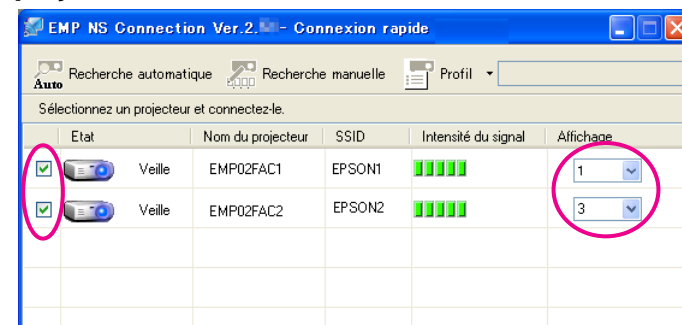 EMP NS Connection Ver.2. - Connexion rapide
Auto Recherche automatique Recherche manuelle Profil
Sélectionnez un projecteur et connectez-le.
Etat Nom du projecteur SSID Intensité du signal Affichage
Veille EMP02FAC1 EPSON1 1
Veille EMP02FAC2 EPSON2 3